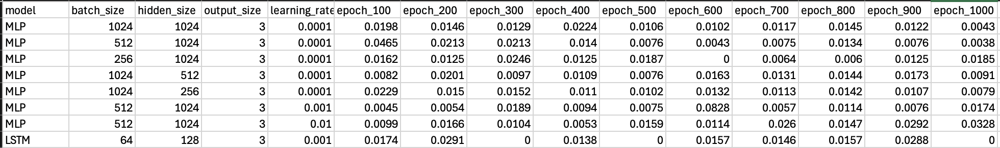 model batch_size hidden_size output_size learning_rate epoch_100 epoch_200 epoch_300 epoch_400 epoch_500 epoch_600 epoch_700 epoch_800 epoch_900 epoch_1000
MLP 1024 1024 3 0.0001 0.0198 0.0146 0.0129 0.0224 0.0106 0.0102 0.0117 0.0145 0.0122 0.0043
MLP 512 1024 3 0.0001 0.0465 0.0213 0.0213 0.014 0.0076 0.0043 0.0075 0.0134 0.0076 0.0038
MLP 256 1024 3 0.0001 0.0162 0.0125 0.0246 0.0125 0.0187 0 0.0064 0.006 0.0125 0.0185
MLP 1024 512 3 0.0001 0.0082 0.0201 0.0097 0.0109 0.0076 0.0163 0.0131 0.0144 0.0173 0.0091
MLP 1024 256 3 0.0001 0.0229 0.015 0.0152 0.011 0.0102 0.0132 0.0113 0.0142 0.0107 0.0079
MLP 512 1024 3 0.001 0.0045 0.0054 0.0189 0.0094 0.0075 0.0828 0.0057 0.0114 0.0076 0.0174
MLP 512 1024 3 0.01 0.0099 0.0166 0.0104 0.0053 0.0159 0.0114 0.026 0.0147 0.0292 0.0328
LSTM 64 128 3 0.001 0.0174 0.0291 0 0.0138 0 0.0157 0.0146 0.0157 0.0288 0